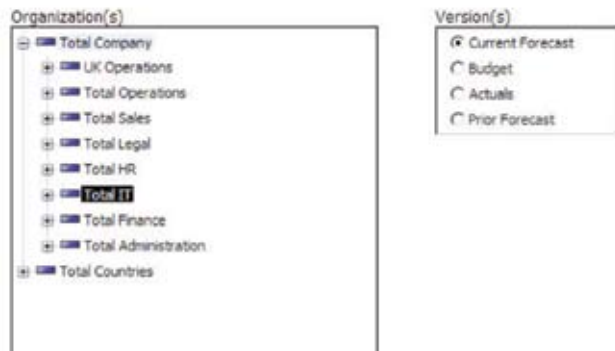 Organization(s)
Total Company
UK Operations
Total Operations
Total Sales
Total Legal
Total HR
Total IT
Total Finance
Total Administration
Total Countries
Version(s)
Current Forecast
Budget
Actuals
Prior Forecast